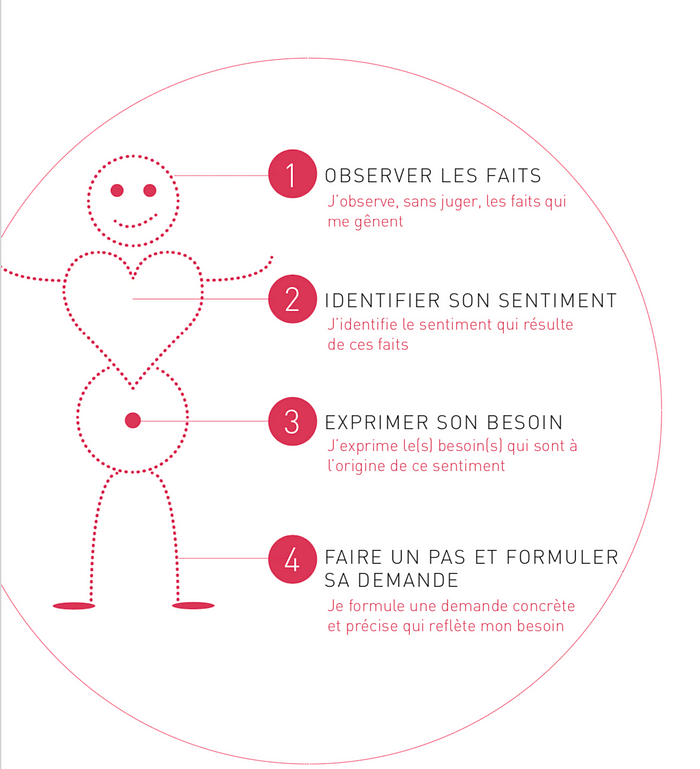 1
OBSERVER LES FAITS
J'observe, sans juger, les faits qui
me gênent
2
IDENTIFIER SON SENTIMENT
J'identifie le sentiment qui résulte
de ces faits
3
EXPRIMER SON BESOIN
J'exprime le(s) besoin(s) qui sont à
l'origine de ce sentiment
4
FAIRE UN PAS ET FORMULER
SA DEMANDE
Je formule une demande concrète
et précise qui reflète mon besoin